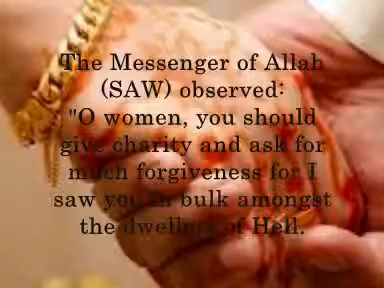 The Messenger of Allah
(SAW) observed:
"O women, you should
give charity and ask for
much forgiveness for I
saw you in bulk amongst
the dwellers of Hell.